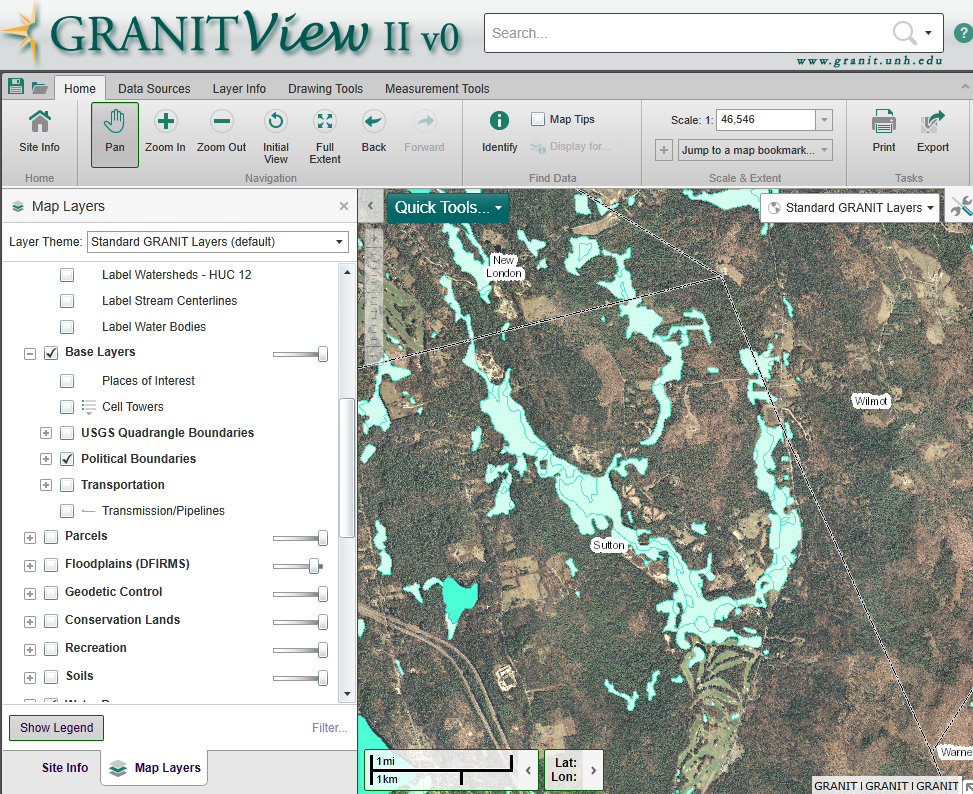 GRANITView II v0
Search...
?
www.granit.unh.edu
Home
Data Sources
Layer Info
Drawing Tools
Measurement Tools
Site Info
Pan
Zoom In
Zoom Out
Initial View
Full Extent
Back
Forward
Identify
Map Tips
Display for...
Scale: 1: 46,546
Jump to a map bookmark...
Print
Export
Home
Navigation
Find Data
Scale & Extent
Tasks
Map Layers
Layer Theme: Standard GRANIT Layers (default)
Label Watersheds - HUC 12
Label Stream Centerlines
Label Water Bodies
Base Layers
Places of Interest
Cell Towers
USGS Quadrangle Boundaries
Political Boundaries
Transportation
Transmission/Pipelines
Parcels
Floodplains (DFIRMS)
Geodetic Control
Conservation Lands
Recreation
Soils
Show Legend
Filter...
Site Info
Map Layers
Quick Tools...
Standard GRANIT Layers
New
London
Wilmot
Sutton
Warne
1mi
1km
Lat:
Lon:
GRANIT | GRANIT | GRANIT